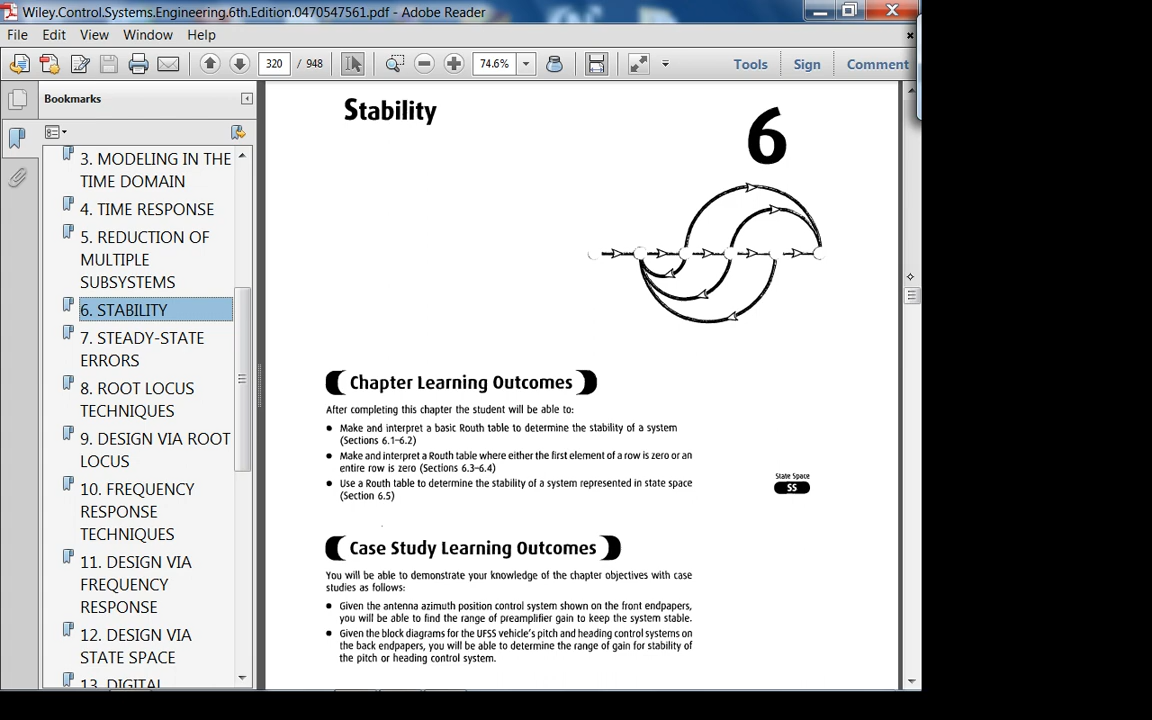 Wiley.Control.Systems.Engineering.6th.Edition.0470547561.pdf - Adobe Reader
File Edit View Window Help
320 / 948 74.6% Tools Sign Comment
Bookmarks
3. MODELING IN THE
TIME DOMAIN
4. TIME RESPONSE
5. REDUCTION OF
MULTIPLE
SUBSYSTEMS
6. STABILITY
7. STEADY-STATE
ERRORS
8. ROOT LOCUS
TECHNIQUES
9. DESIGN VIA ROOT
LOCUS
10. FREQUENCY
RESPONSE
TECHNIQUES
11. DESIGN VIA
FREQUENCY
RESPONSE
12. DESIGN VIA
STATE SPACE
13. DIGITAL
Stability
6
Chapter Learning Outcomes
After completing this chapter the student will be able to:
• Make and interpret a basic Routh table to determine the stability of a system
(Sections 6.1–6.2)
• Make and interpret a Routh table where either the first element of a row is zero or an
entire row is zero (Sections 6.3–6.4)
• Use a Routh table to determine the stability of a system represented in state space
(Section 6.5)
State Space
SS
Case Study Learning Outcomes
You will be able to demonstrate your knowledge of the chapter objectives with case
studies as follows:
• Given the antenna azimuth position control system shown on the front endpapers,
you will be able to find the range of preamplifier gain to keep the system stable.
• Given the block diagrams for the UFSS vehicle's pitch and heading control systems on
the back endpapers, you will be able to determine the range of gain for stability of
the pitch or heading control system.